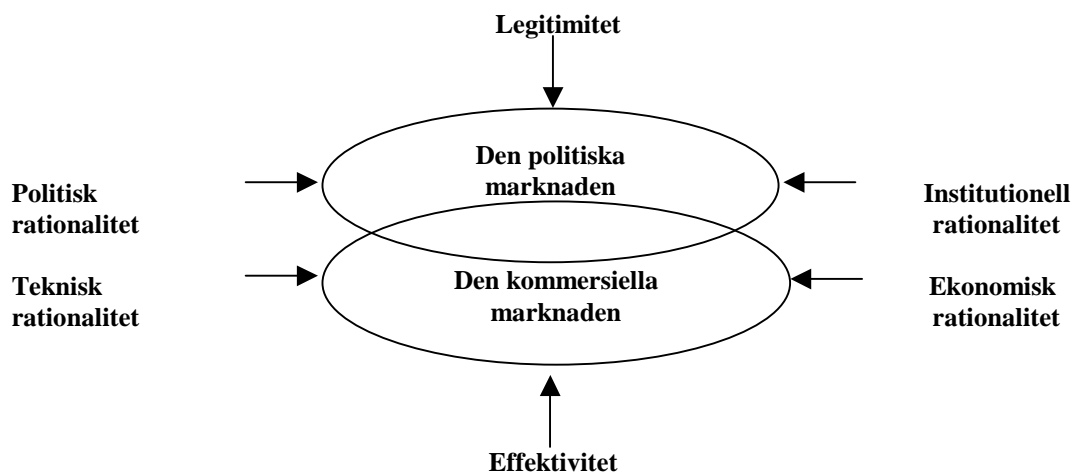 Legitimitet
Den politiska
marknaden
Politisk
rationalitet
Institutionell
rationalitet
Teknisk
rationalitet
Den kommersiella
marknaden
Ekonomisk
rationalitet
Effektivitet